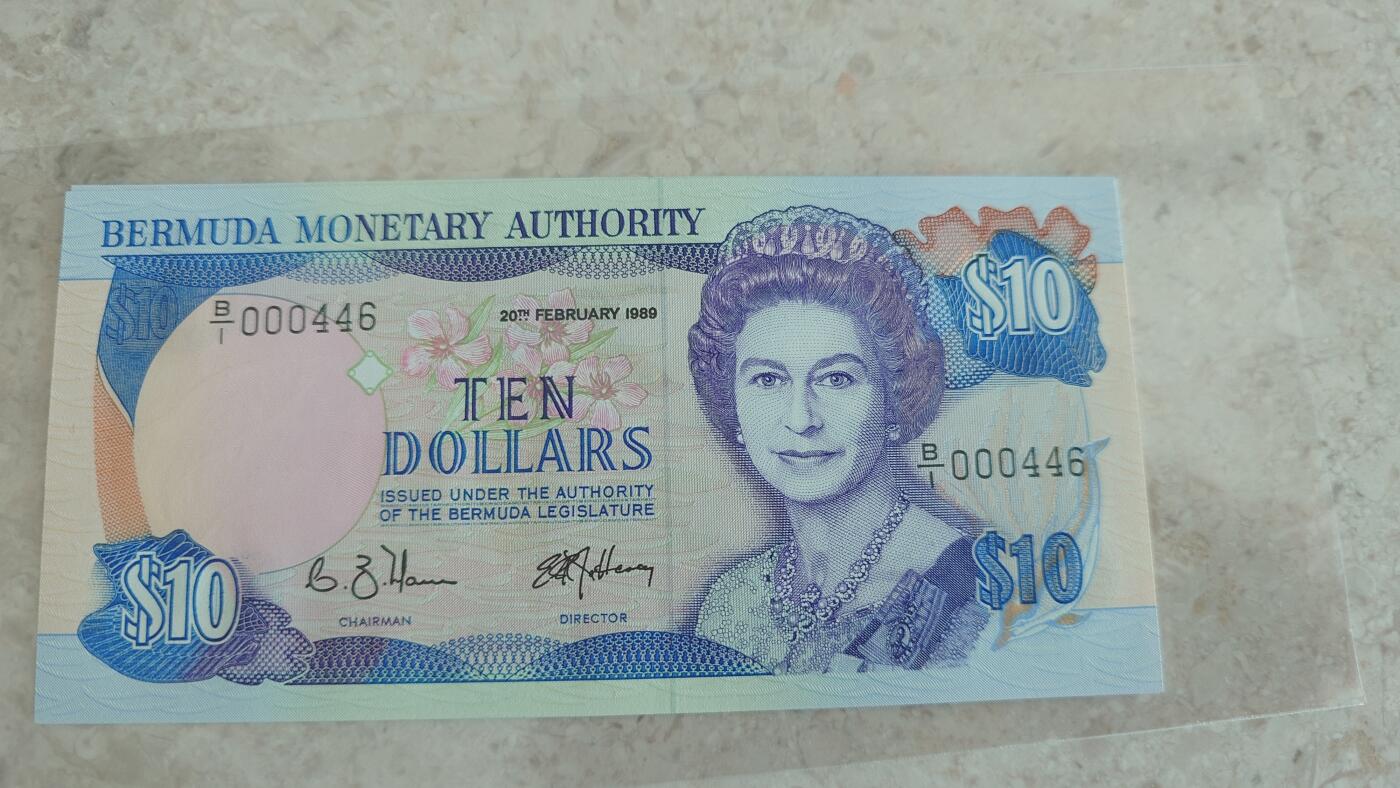 BERMUDA MONETARY AUTHORITY
$10
$10
B/1 000446
20TH FEBRUARY 1989
TEN
DOLLARS
B/1 000446
ISSUED UNDER THE AUTHORITY
OF THE BERMUDA LEGISLATURE
$10
$10
CHAIRMAN
DIRECTOR